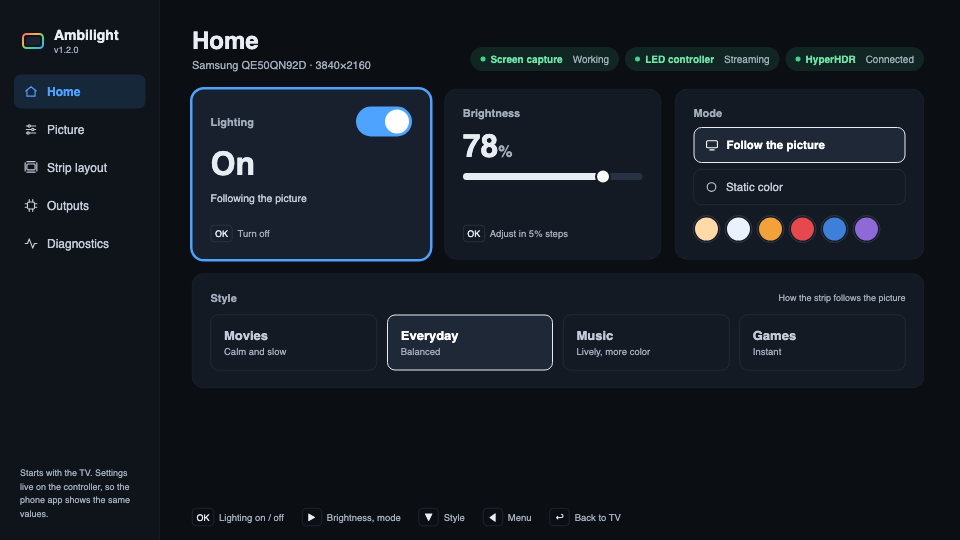 Ambilight
v1.2.0
Home
Picture
Strip layout
Outputs
Diagnostics
Starts with the TV. Settings
live on the controller, so the
phone app shows the same
values.
Home
Samsung QE50QN92D · 3840×2160
Screen capture Working
LED controller Streaming
HyperHDR Connected
Lighting
On
Following the picture
OK Turn off
Brightness
78%
OK Adjust in 5% steps
Mode
Follow the picture
Static color
Style
How the strip follows the picture
Movies
Calm and slow
Everyday
Balanced
Music
Lively, more color
Games
Instant
OK Lighting on / off
Brightness, mode
Style
Menu
Back to TV